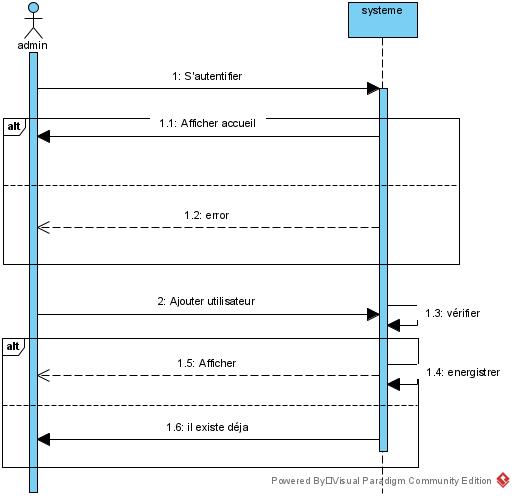 systeme
admin
1: S'autentifier
alt
1.1: Afficher accueil
1.2: error
2: Ajouter utilisateur
1.3: vérifier
alt
1.5: Afficher
1.4: energistrer
1.6: il existe déja
Powered By Visual Paradigm Community Edition